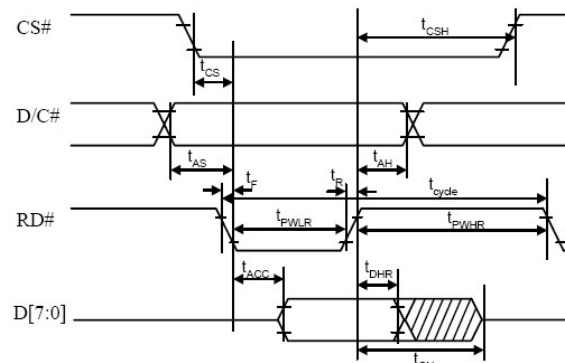 CS#
t_CSH
t_CS
D/C#
t_AS
t_AH
t_F
t_R
t_cycle
RD#
t_PWLR
t_PWHR
t_ACC
t_DHR
D[7:0]